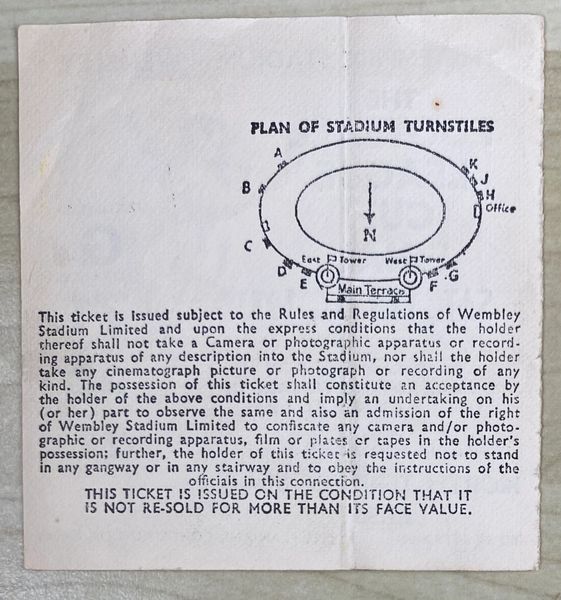 PLAN OF STADIUM TURNSTILES
A
B
C
D
E
K
J
H
Office
N
East Tower
West Tower
G
F
Main Terrace
This ticket is issued subject to the Rules and Regulations of Wembley
Stadium Limited and upon the express conditions that the holder
thereof shall not take a Camera or photographic apparatus or record-
ing apparatus of any description into the Stadium, nor shall the holder
take any cinematograph picture or photograph or recording of any
kind. The possession of this ticket shall constitute an acceptance by
the holder of the above conditions and imply an undertaking on his
(or her) part to observe the same and also an admission of the right
of Wembley Stadium Limited to confiscate any camera and/or photo-
graphic or recording apparatus, film or plates or tapes in the holder's
possession; further, the holder of this ticket is requested not to stand
in any gangway or in any stairway and to obey the instructions of the
officials in this connection.
THIS TICKET IS ISSUED ON THE CONDITION THAT IT
IS NOT RE-SOLD FOR MORE THAN ITS FACE VALUE.